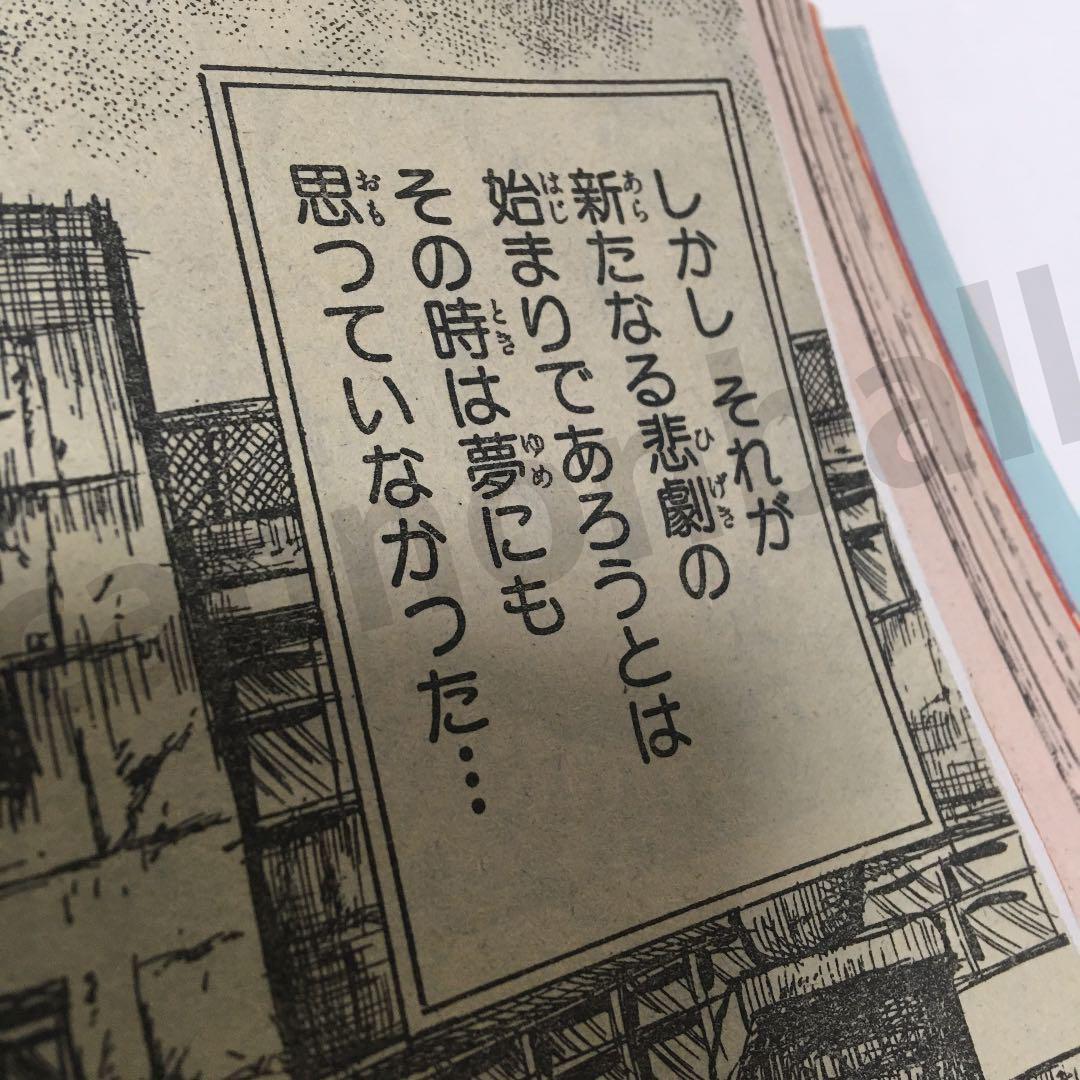 しかし それが
新たなる悲劇の
始まりであろうとは
その時は夢にも
思っていなかった…